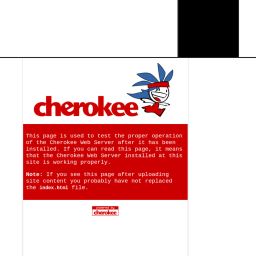 cherokee
This page is used to test the proper operation
of the Cherokee Web Server after it has been
installed. If you can read this page, it means
that the Cherokee Web Server installed at this
site is working properly.
Note: If you see this page after uploading
site content you probably have not replaced
the index.html file.
powered by
cherokee